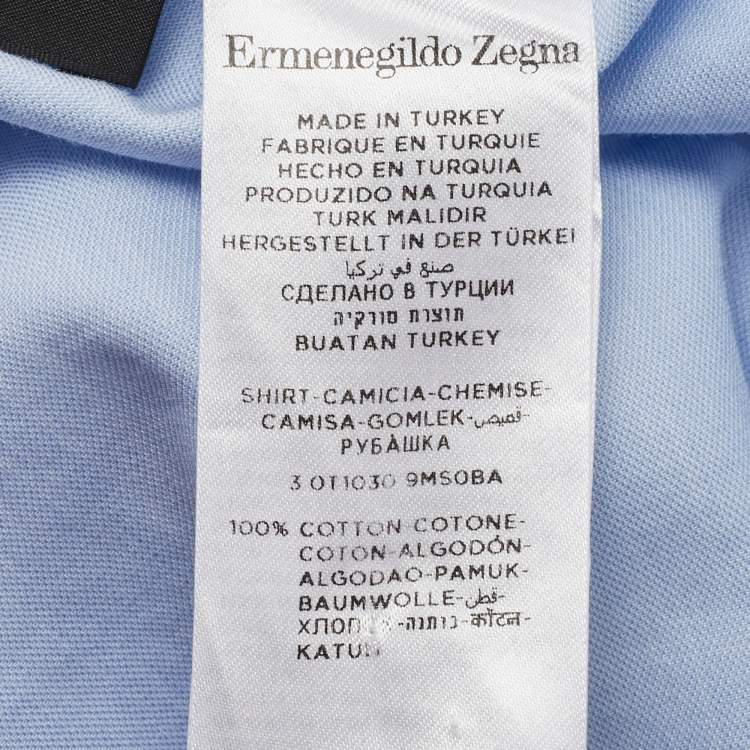 Ermenegildo Zegna
MADE IN TURKEY
FABRIQUE EN TURQUIE
HECHO EN TURQUIA
PRODUZIDO NA TURQUIA
TURK MALIDIR
HERGESTELLT IN DER TÜRKEI
صنع في تركيا
СДЕЛАНО В ТУРЦИИ
תוצרת טורקיה
BUATAN TURKEY
SHIRT-CAMICIA-CHEMISE-
CAMISA-GOMLEK-قميص-
РУБАШКА
3 OT1030 9MSOBA
100% COTTON-COTONE-
COTON-ALGODÓN-
ALGODAO-PAMUK-
BAUMWOLLE-قطن-
-כותנה-कॉटन-